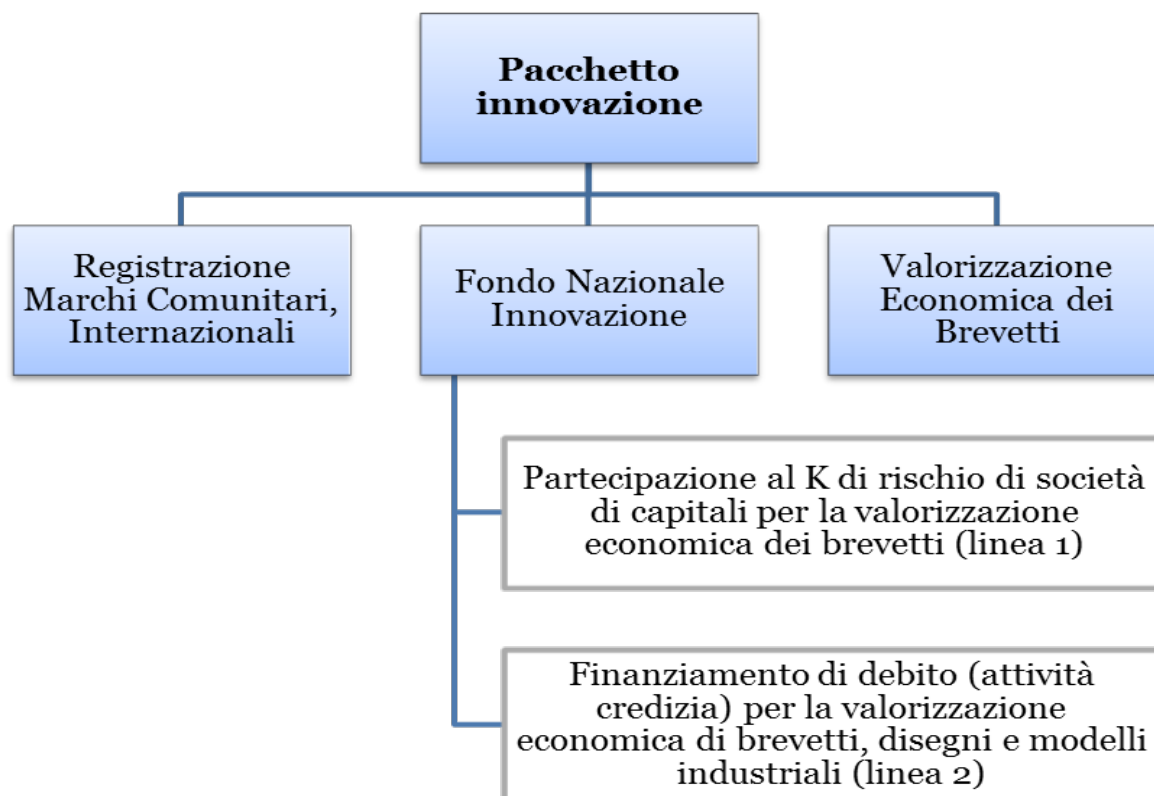 Pacchetto
innovazione
Registrazione
Marchi Comunitari,
Internazionali
Fondo Nazionale
Innovazione
Valorizzazione
Economica dei
Brevetti
Partecipazione al K di rischio di società
di capitali per la valorizzazione
economica dei brevetti (linea 1)
Finanziamento di debito (attività
credizia) per la valorizzazione
economica di brevetti, disegni e modelli
industriali (linea 2)